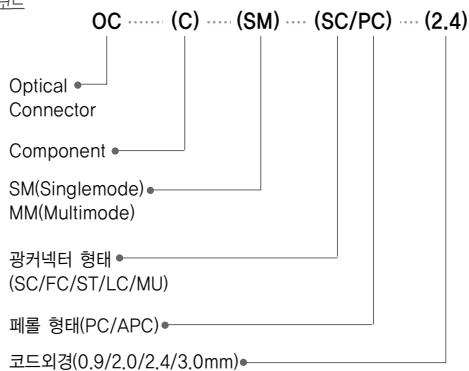 OC (C) (SM) (SC/PC) (2.4)
Optical
Connector
Component
SM(Singlemode)
MM(Multimode)
광커넥터 형태
(SC/FC/ST/LC/MU)
페롤 형태(PC/APC)
코드외경(0.9/2.0/2.4/3.0mm)